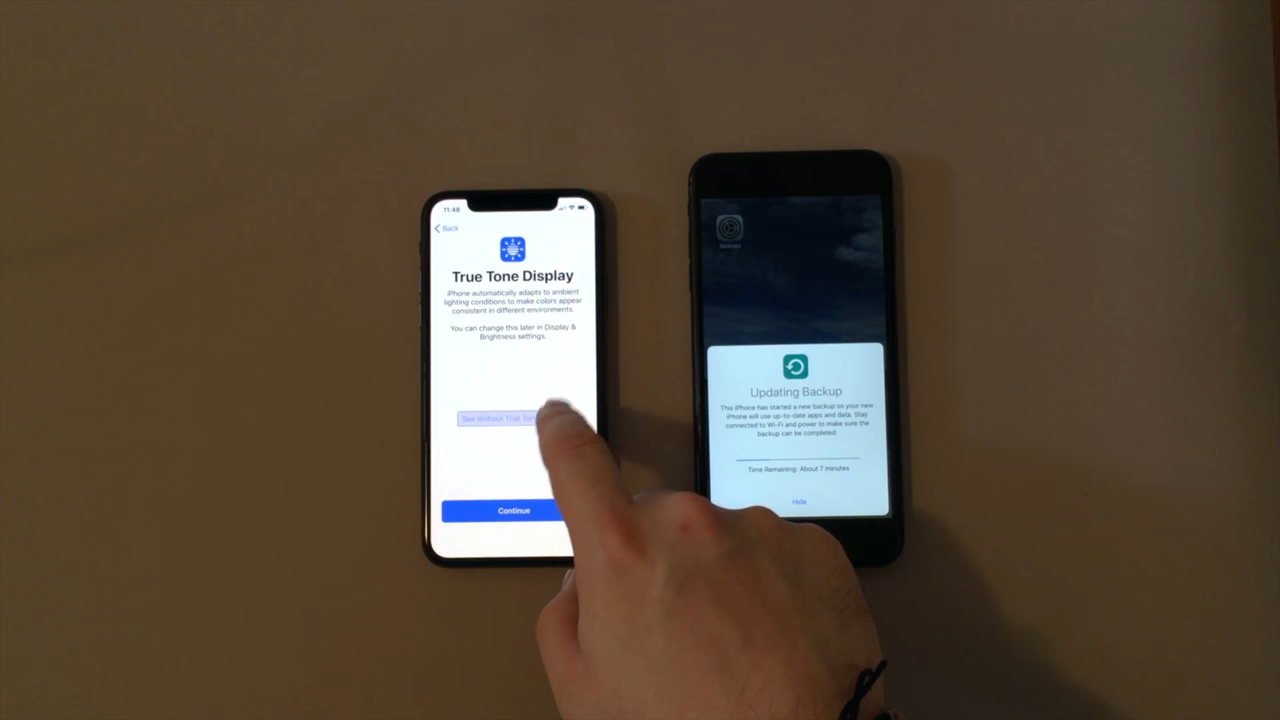 11:48
Back
True Tone Display
iPhone automatically adapts to ambient
lighting conditions to make colors appear
consistent in different environments.
You can change this later in Display &
Brightness settings.
See Without True Tone
Continue
Settings
Updating Backup
This iPhone has started a new backup so your new
iPhone will use up-to-date apps and data. Stay
connected to Wi-Fi and power to make sure the
backup can be completed.
Time Remaining: About 7 minutes
Hide